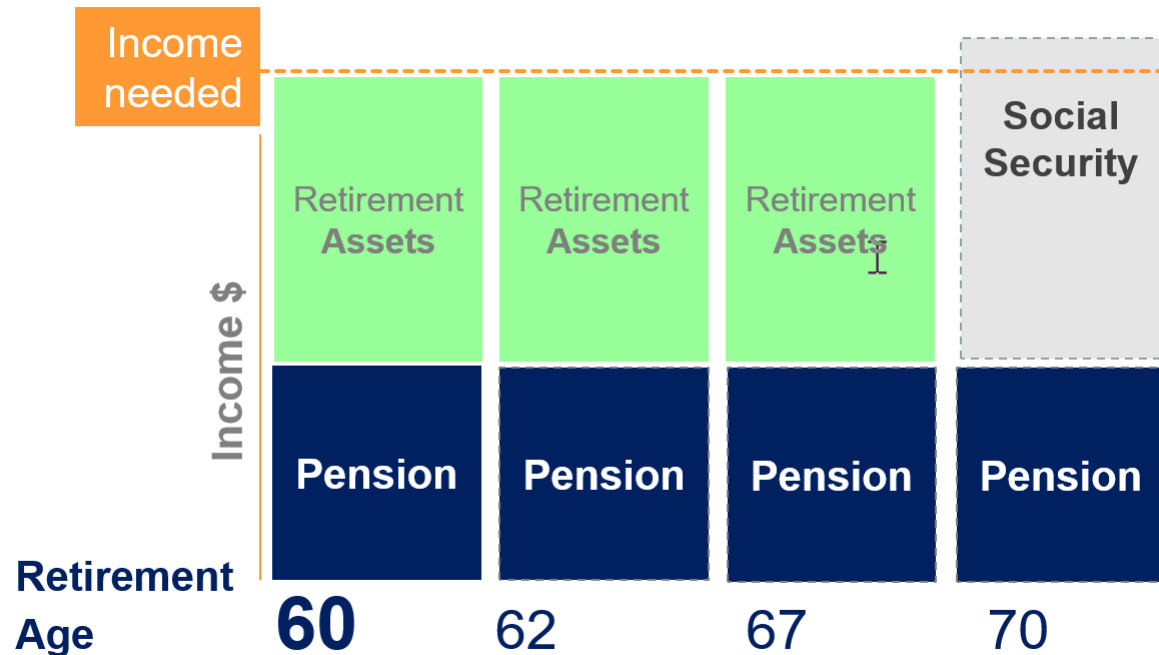 Income
needed
Social
Security
Retirement
Assets
Retirement
Assets
Retirement
Assets
Income $
Pension
Pension
Pension
Pension
Retirement
Age
60
62
67
70